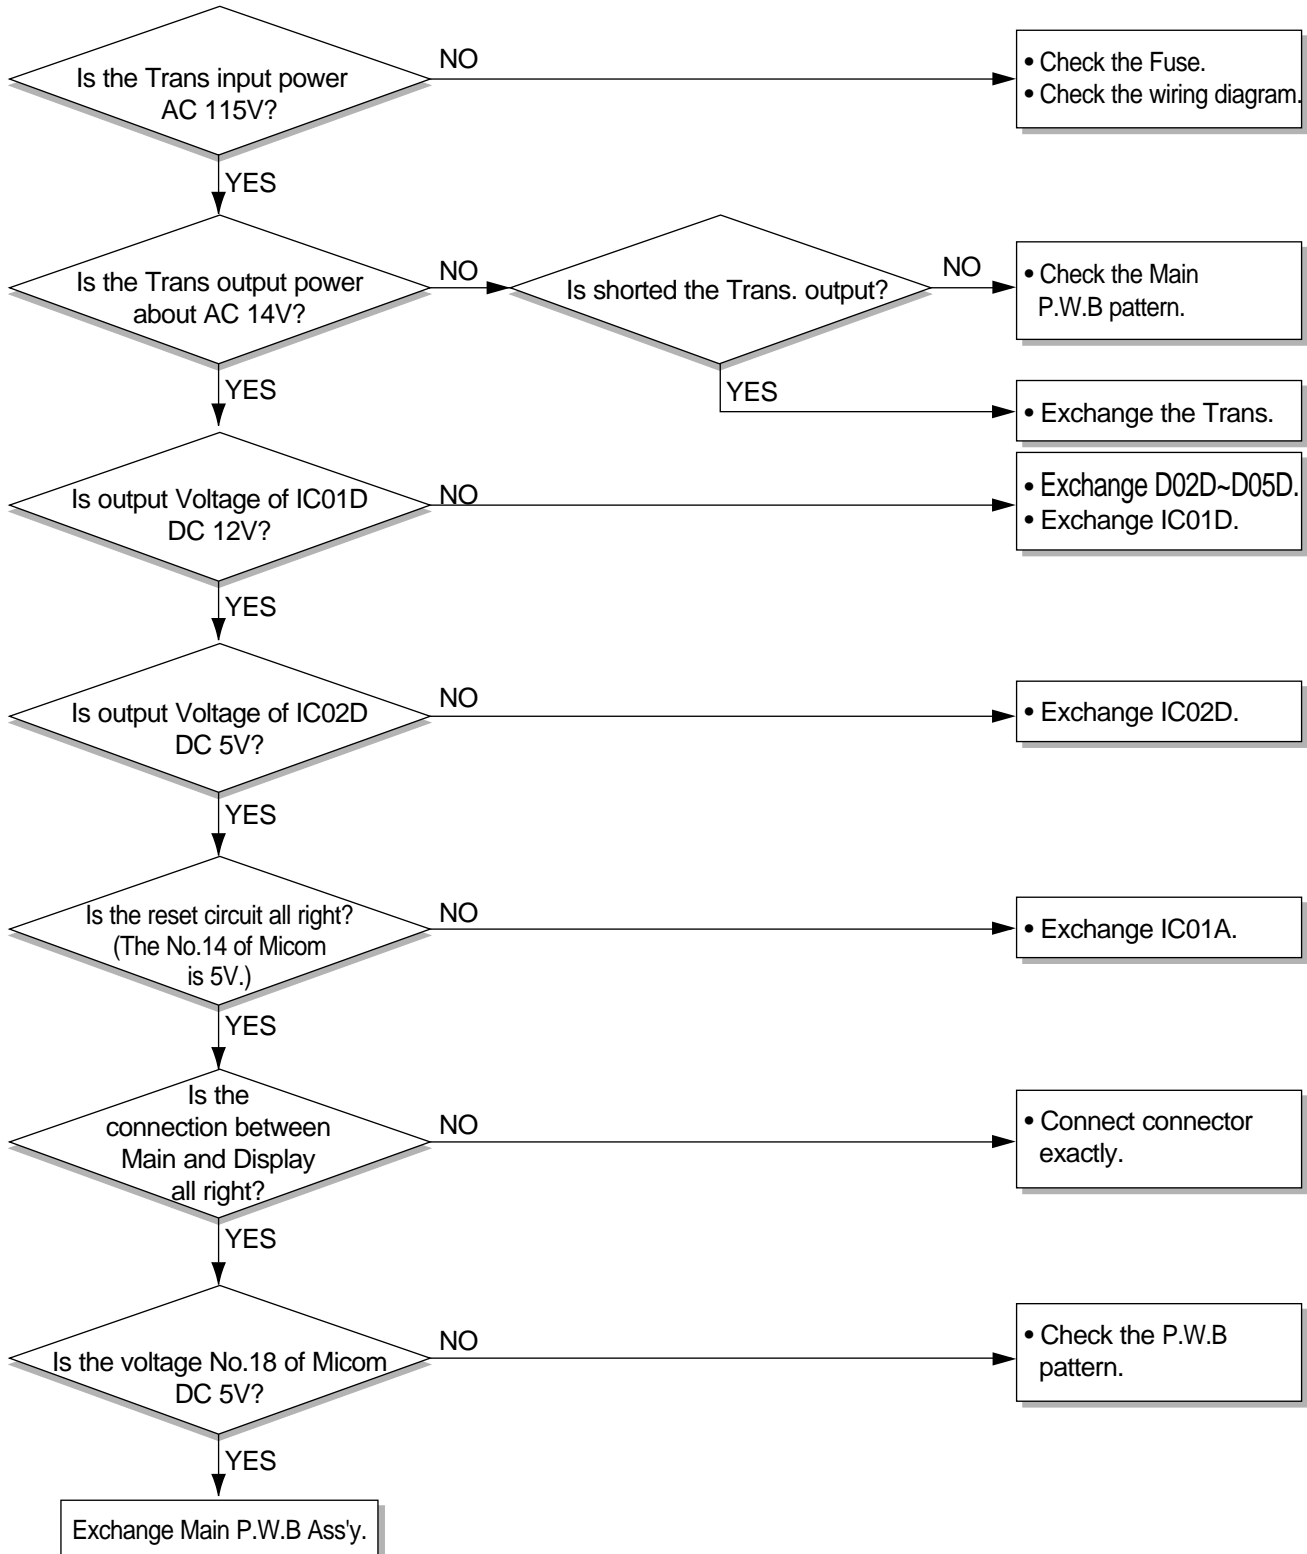 Is the Trans input power
AC 115V?
NO
• Check the Fuse.
• Check the wiring diagram.
YES
Is the Trans output power
about AC 14V?
NO
Is shorted the Trans. output?
NO
• Check the Main
P.W.B pattern.
YES
YES
• Exchange the Trans.
Is output Voltage of IC01D
DC 12V?
NO
• Exchange D02D~D05D.
• Exchange IC01D.
YES
Is output Voltage of IC02D
DC 5V?
NO
• Exchange IC02D.
YES
Is the reset circuit all right?
(The No.14 of Micom
is 5V.)
NO
• Exchange IC01A.
YES
Is the
connection between
Main and Display
all right?
NO
• Connect connector
exactly.
YES
Is the voltage No.18 of Micom
DC 5V?
NO
• Check the P.W.B
pattern.
YES
Exchange Main P.W.B Ass'y.